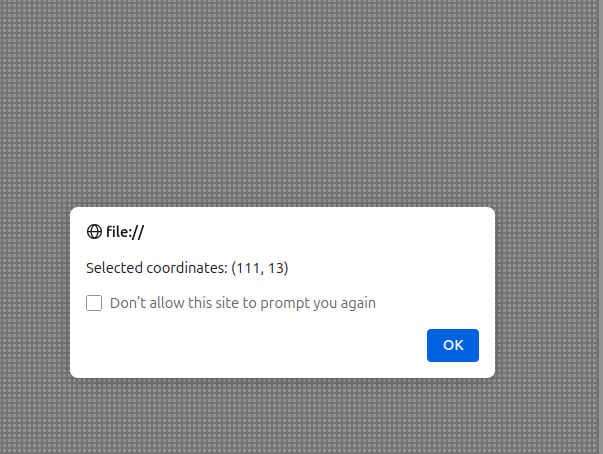 file://
Selected coordinates: (111, 13)
Don’t allow this site to prompt you again
OK